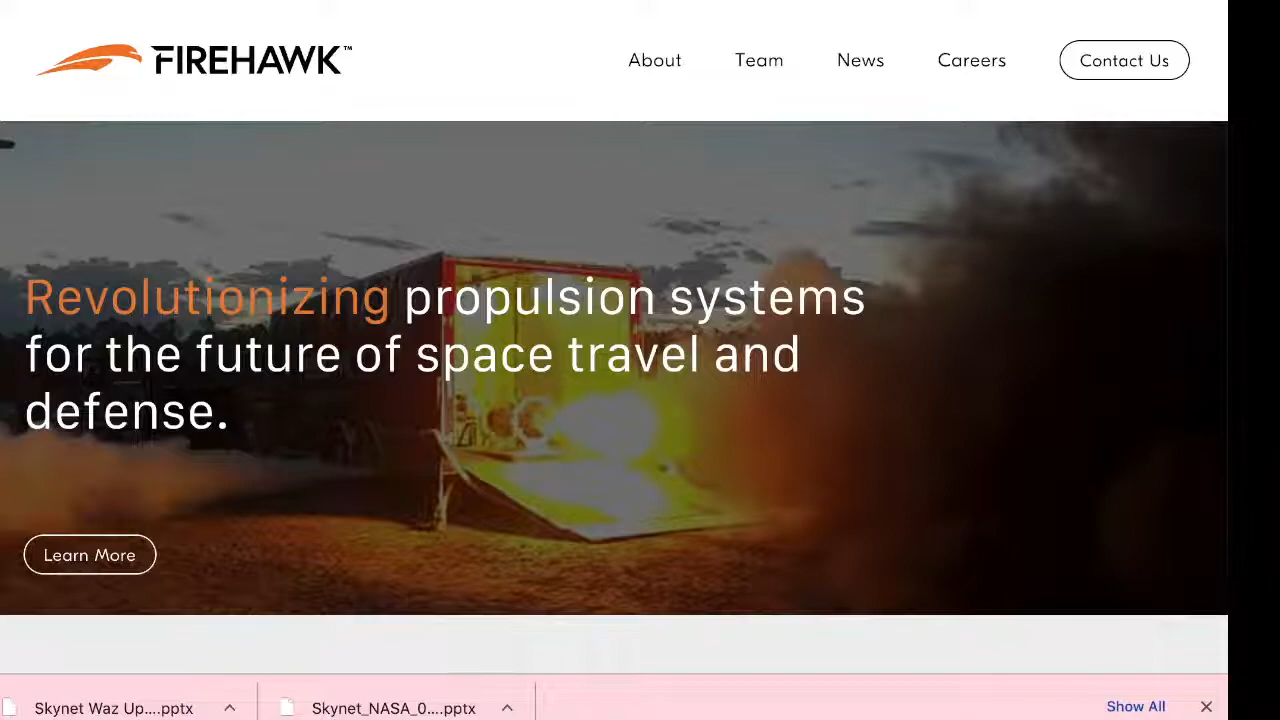 FIREHAWK™
About Team News Careers Contact Us
Revolutionizing propulsion systems
for the future of space travel and
defense.
Learn More
Skynet Waz Up....pptx Skynet_NASA_0....pptx Show All